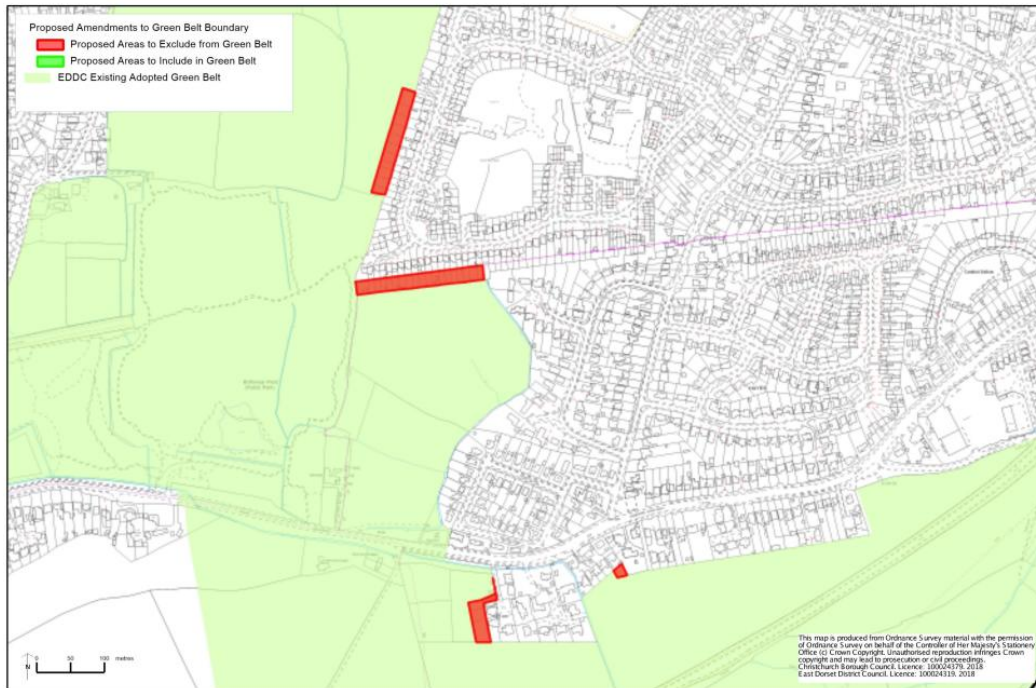 Proposed Amendments to Green Belt Boundary
Proposed Areas to Exclude from Green Belt
Proposed Areas to Include in Green Belt
EDDC Existing Adopted Green Belt
(Public Park)
N
0 50 100 metres
This map is produced from Ordnance Survey material with the permission
of Ordnance Survey on behalf of the Controller of Her Majesty's Stationery
Office (c) Crown Copyright. Unauthorised reproduction infringes Crown
copyright and may lead to prosecution or civil proceedings.
Christchurch Borough Council. Licence: 100024379. 2018
East Dorset District Council. Licence: 100024319. 2018